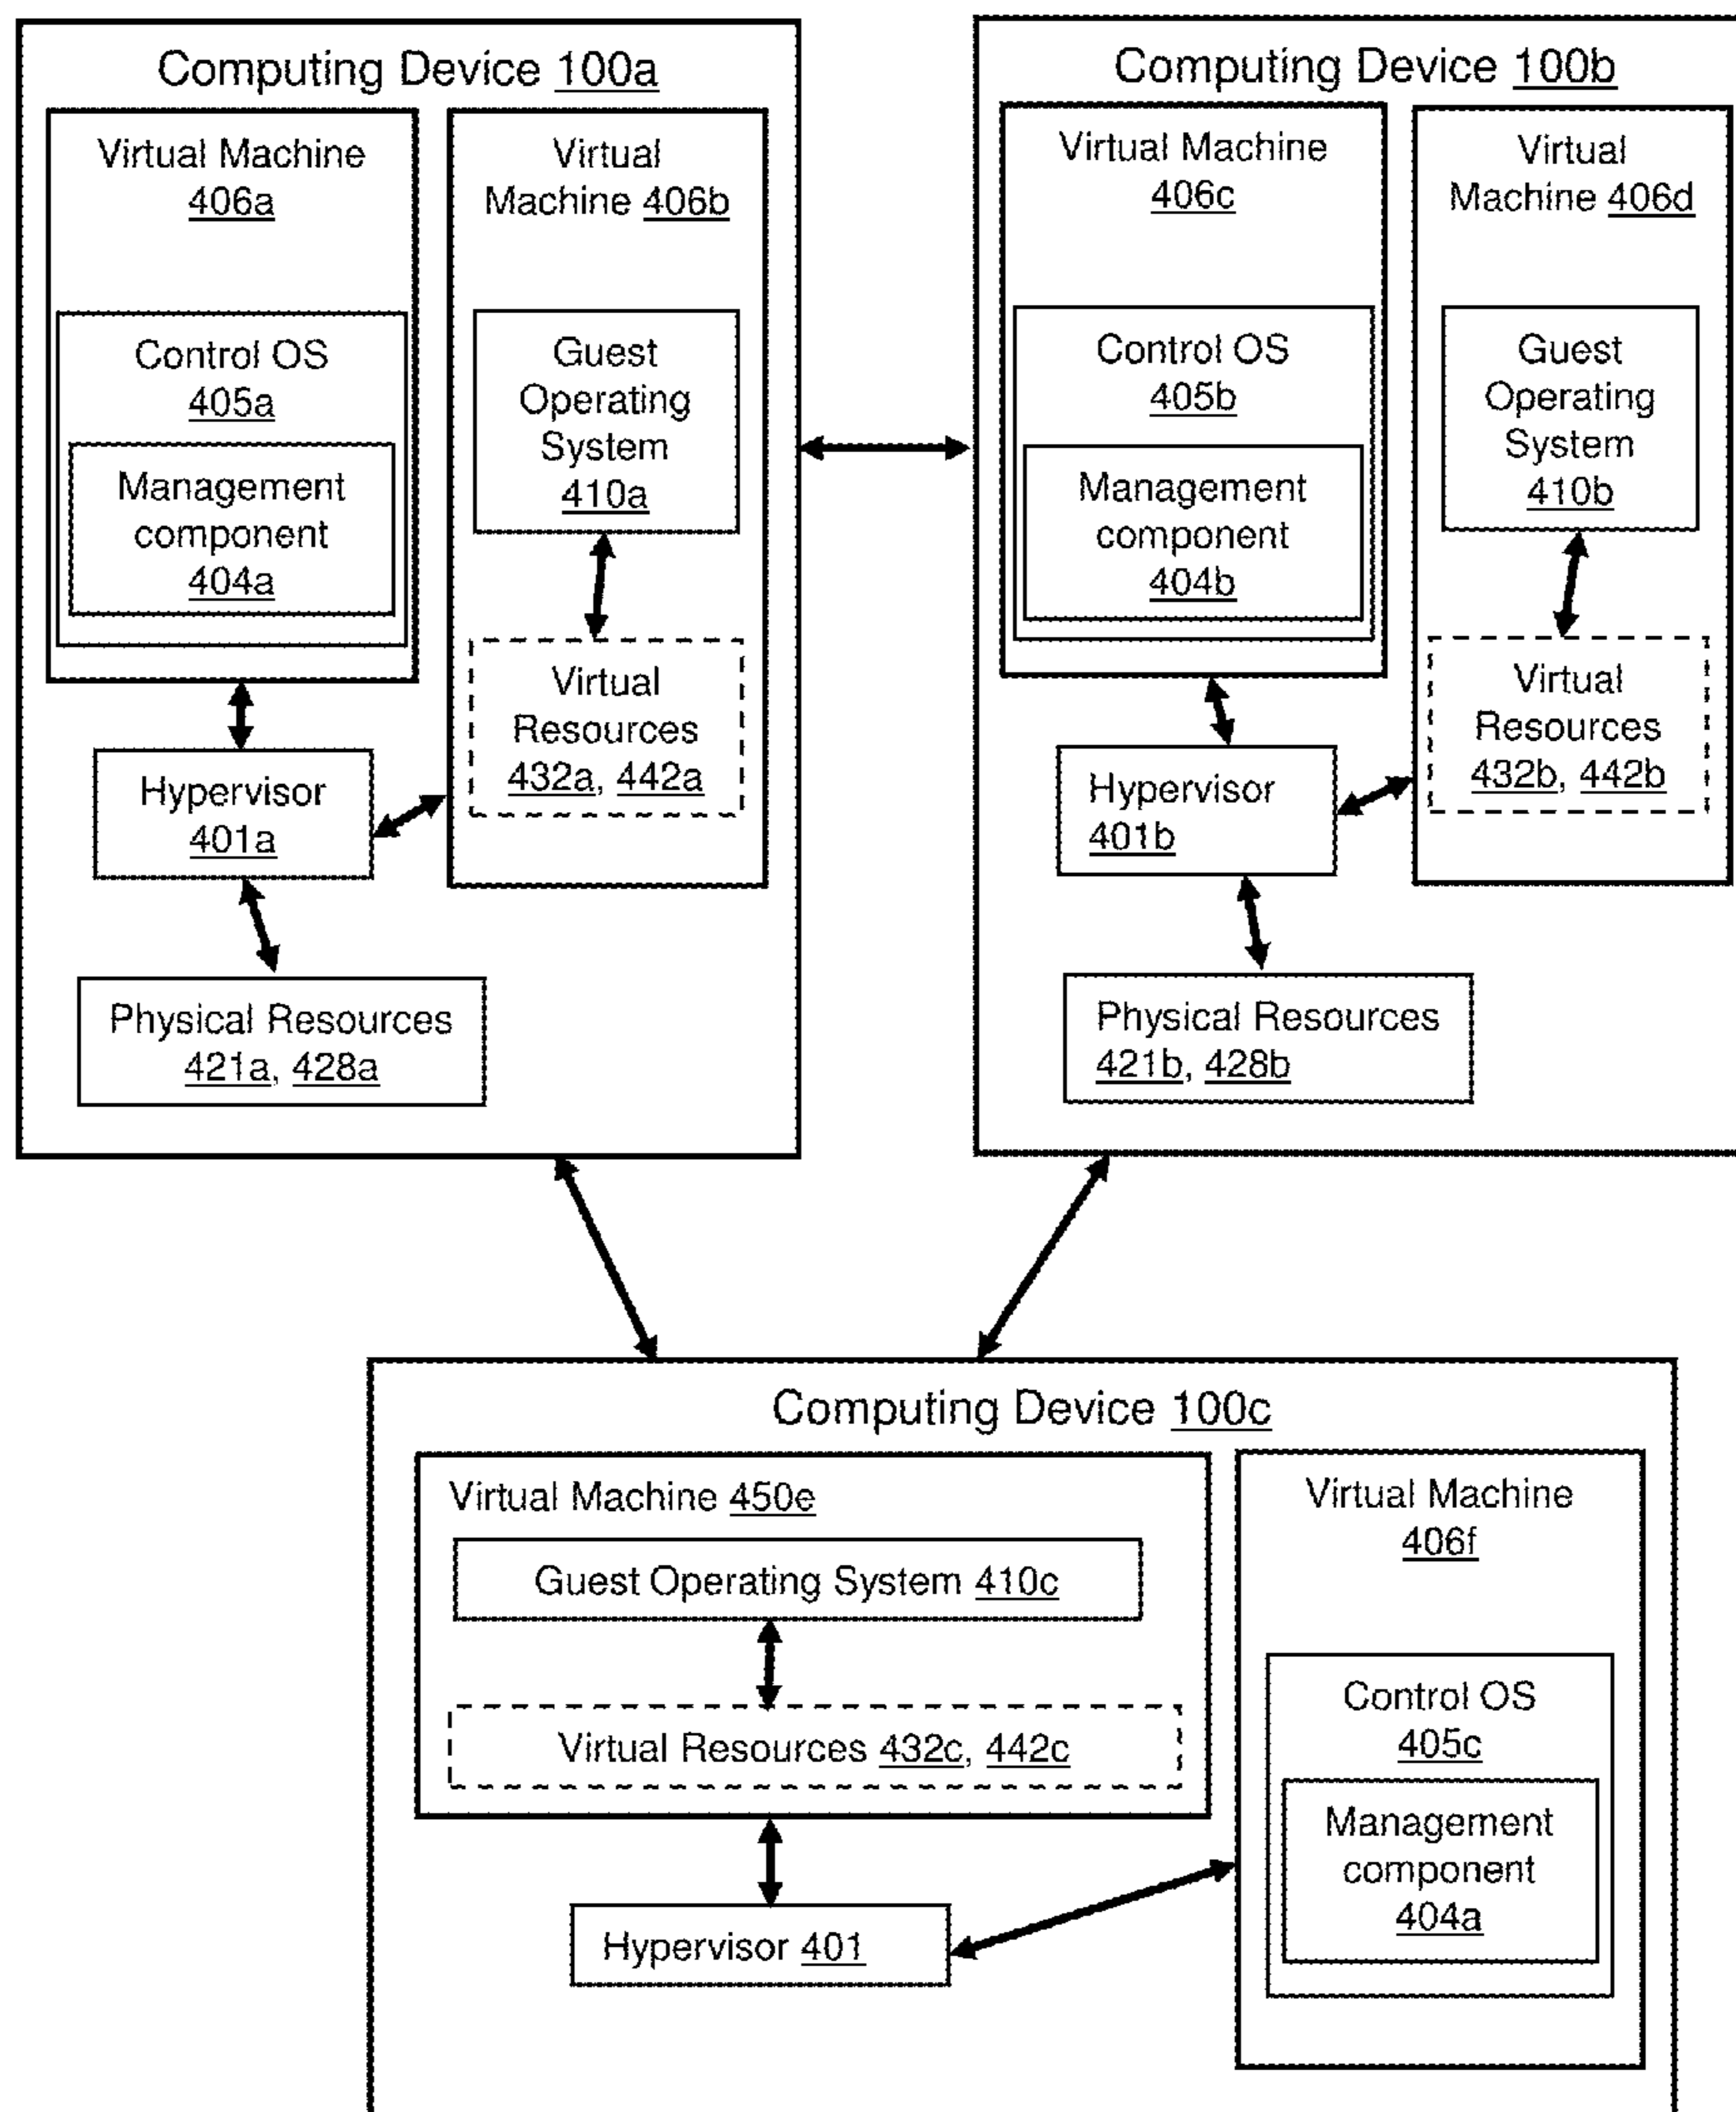 Computing Device 100a
Virtual Machine
406a
Control OS
405a
Management
component
404a
Virtual
Machine 406b
Guest
Operating
System
410a
Virtual
Resources
432a, 442a
Hypervisor
401a
Physical Resources
421a, 428a
Computing Device 100b
Virtual Machine
406c
Control OS
405b
Management
component
404b
Virtual
Machine 406d
Guest
Operating
System
410b
Virtual
Resources
432b, 442b
Hypervisor
401b
Physical Resources
421b, 428b
Computing Device 100c
Virtual Machine 450e
Guest Operating System 410c
Virtual Resources 432c, 442c
Hypervisor 401
Virtual Machine
406f
Control OS
405c
Management
component
404a